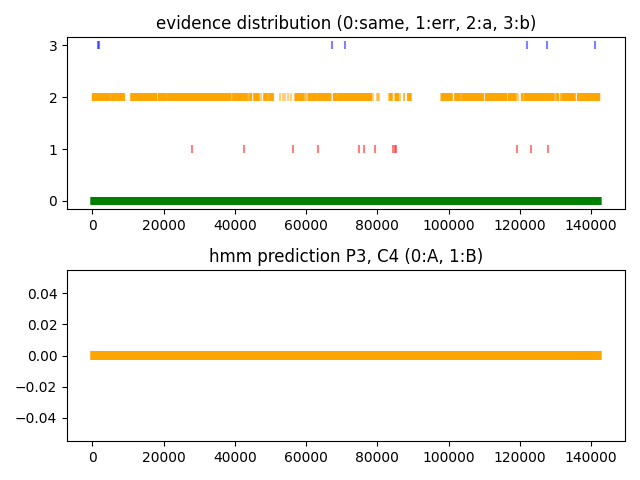 evidence distribution (0:same, 1:err, 2:a, 3:b)
3
2
1
0
0 20000 40000 60000 80000 100000 120000 140000
hmm prediction P3, C4 (0:A, 1:B)
0.04
0.02
0.00
−0.02
−0.04
0 20000 40000 60000 80000 100000 120000 140000